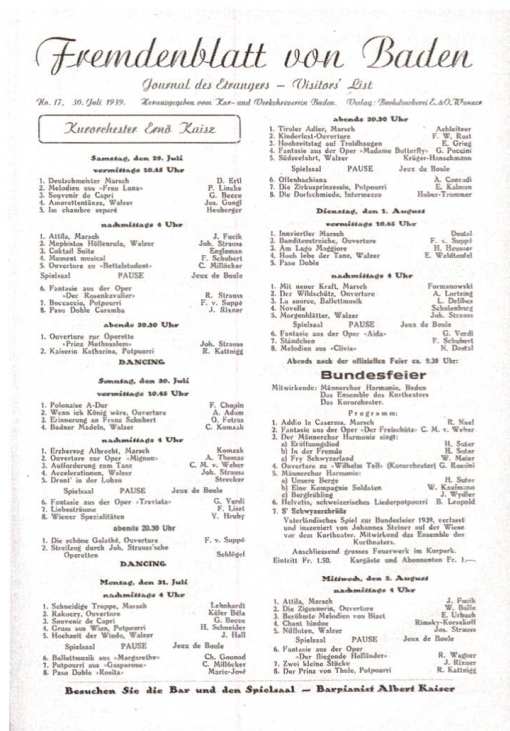 Fremdenblatt von Baden
Journal des Etrangers – Visitors' List
No. 17, 30. Juli 1939. Herausgegeben vom Kur- und Verkehrsverein Baden. Verlag: Buchdruckerei E. & O. Wanner
Kurorchester Ernö Kaisz
Samstag, den 29. Juli
vormittags 10.45 Uhr
1. Deutschmeister Marsch D. Ertl
2. Melodien aus «Frau Luna» P. Lincke
3. Souvenir de Capri G. Becce
4. Amorettentänze, Walzer Jos. Gungl
5. Im chambre separé Heuberger
nachmittags 4 Uhr
1. Attila, Marsch J. Fucik
2. Mephistos Höllenrufe, Walzer Joh. Strauss
3. Coktail Suite Engleman
4. Moment musical F. Schubert
5. Ouverture zu «Bettelstudent» C. Millöcker
Spielsaal PAUSE Jeux de Boule
6. Fantasie aus der Oper
«Der Rosenkavalier» R. Strauss
7. Boccaccio, Potpourri F. v. Suppé
8. Paso Doble Caramba J. Rixner
abends 20.30 Uhr
1. Ouverture zur Operette
«Prinz Methusalem» Joh. Strauss
2. Kaiserin Katharina, Potpourri R. Kattnigg
DANCING
Sonntag, den 30. Juli
vormittags 10.45 Uhr
1. Polonaise A-Dur F. Chopin
2. Wenn ich König wäre, Ouverture A. Adam
3. Erinnerung an Franz Schubert O. Fetras
4. Badner Madeln, Walzer C. Komzak
nachmittags 4 Uhr
1. Erzherzog Albrecht, Marsch Komzak
2. Ouverture zur Oper «Mignon» A. Thomas
3. Aufforderung zum Tanz C. M. v. Weber
4. Accelerationen, Walzer Joh. Strauss
5. Drunt' in der Lobau Strecker
Spielsaal PAUSE Jeux de Boule
6. Fantasie aus der Oper «Traviata» G. Verdi
7. Liebesträume F. Liszt
8. Wiener Spezialitäten V. Hruby
abends 20.30 Uhr
1. Die schöne Galathé, Ouverture F. v. Suppé
2. Streifzug durch Joh. Strauss'sche
Operetten Schlögel
DANCING
Montag, den 31. Juli
nachmittags 4 Uhr
1. Schneidige Truppe, Marsch Lehnhardt
2. Rakoczy, Ouverture Kéler Béla
3. Souvenir de Capri G. Becce
4. Gruss aus Wien, Potpourri H. Schneider
5. Hochzeit der Winde, Walzer J. Hall
Spielsaal PAUSE Jeux de Boule
6. Ballettmusik aus «Margarethe» Ch. Gounod
7. Potpourri aus «Gasparone» C. Millöcker
8. Paso Doble «Rosita» Marie-José
abends 20.30 Uhr
1. Tiroler Adler, Marsch Achleitner
2. Kinderfest-Ouverture F. W. Rust
3. Hochzeitstag auf Troldhaugen E. Grieg
4. Fantasie aus der Oper «Madame Butterfly» G. Puccini
5. Südseefahrt, Walzer Krüger-Hanschmann
Spielsaal PAUSE Jeux de Boule
6. Offenbachiana A. Conradi
7. Die Zirkusprinzessin, Potpourri E. Kalman
8. Die Dorfschmiede, Intermezzo Huber-Trommer
Dienstag, den 1. August
vormittags 10.45 Uhr
1. Innviertler Marsch Dostal
2. Banditenstreiche, Ouverture F. v. Suppé
3. Am Lago Maggiore H. Heusser
4. Hoch lebe der Tanz, Walzer E. Waldteufel
5. Paso Doble
nachmittags 4 Uhr
1. Mit neuer Kraft, Marsch Formanowski
2. Der Wildschütz, Ouverture A. Lortzing
3. La source, Ballettmusik L. Delibes
4. Novelle Schulenburg
5. Morgenblätter, Walzer Joh. Strauss
Spielsaal PAUSE Jeux de Boule
6. Fantasie aus der Oper «Aida» G. Verdi
7. Ständchen F. Schubert
8. Melodien aus «Clivia» N. Dostal
Abends nach der offiziellen Feier ca. 9.30 Uhr:
Bundesfeier
Mitwirkende: Männerchor Harmonie, Baden
Das Ensemble des Kurtheaters
Das Kurorchester.
Programm:
1. Addio la Caserma, Marsch R. Naef
2. Fantasie aus der Oper «Der Freischütz» C. M. v. Weber
3. Der Männerchor Harmonie singt:
a) Eröffnungslied H. Suter
b) In der Fremde H. Suter
c) Fry Schwyzerland W. Meier
4. Ouverture zu «Wilhelm Tell» (Kurorchester) G. Rossini
5. Männerchor Harmonie:
a) Unsere Berge H. Suter
b) Eine Kompagnie Soldaten W. Kaulmann
c) Bergfrühling J. Wydler
6. Helvetia, schweizerisches Liederpotpourri B. Leopold
7. S' Schwyzershrüüz
Vaterländisches Spiel zur Bundesfeier 1939, verfasst
und inszeniert von Johannes Steiner auf der Wiese
vor dem Kurtheater. Mitwirkend das Ensemble des
Kurtheaters.
Anschliessend grosses Feuerwerk im Kurpark.
Eintritt Fr. 1.50. Kurgäste und Abonnenten Fr. 1.—.
Mittwoch, den 2. August
nachmittags 4 Uhr
1. Attila, Marsch J. Fucik
2. Die Zigeunerin, Ouverture W. Balfe
3. Berühmte Melodien von Bizet E. Urbach
4. Chant hindoe Rimsky-Korsakoff
5. Nilfluten, Walzer Jos. Strauss
Spielsaal PAUSE Jeux de Boule
6. Fantasie aus der Oper
«Der fliegende Holländer» R. Wagner
7. Zwei kleine Stücke J. Rixner
8. Der Prinz von Thule, Potpourri R. Kattnigg
Besuchen Sie die Bar und den Spielsaal – Barpianist Albert Kaiser